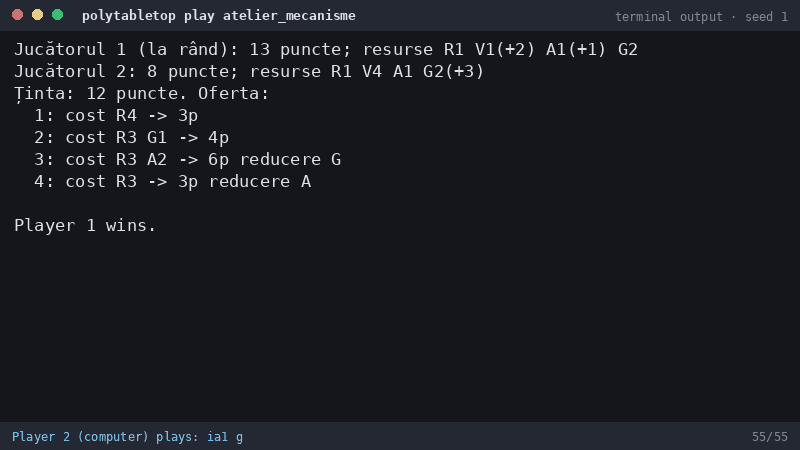 polytabletop play atelier_mecanisme
terminal output · seed 1
Jucătorul 1 (la rând): 13 puncte; resurse R1 V1(+2) A1(+1) G2
Jucătorul 2: 8 puncte; resurse R1 V4 A1 G2(+3)
Ținta: 12 puncte. Oferta:
1: cost R4 -> 3p
2: cost R3 G1 -> 4p
3: cost R3 A2 -> 6p reducere G
4: cost R3 -> 3p reducere A
Player 1 wins.
Player 2 (computer) plays: ia1 g
55/55